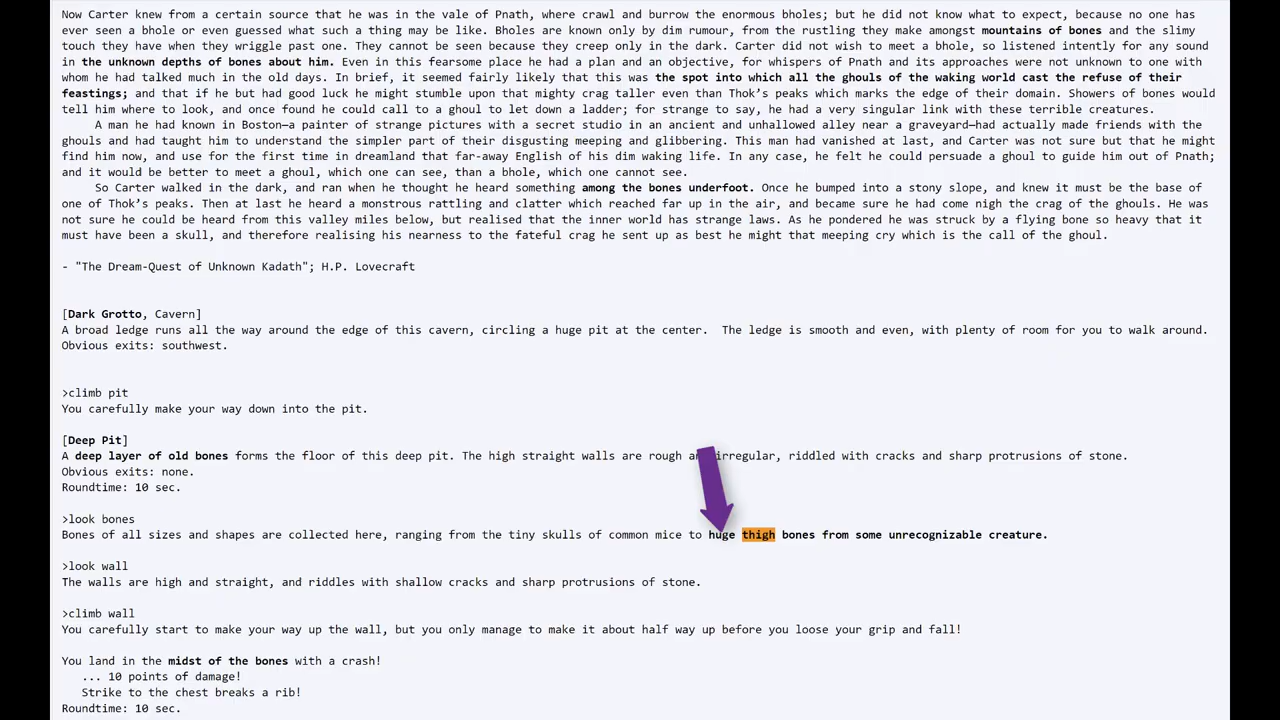 Now Carter knew from a certain source that he was in the vale of Pnath, where crawl and burrow the enormous bholes; but he did not know what to expect, because no one has
ever seen a bhole or even guessed what such a thing may be like. Bholes are known only by dim rumour, from the rustling they make amongst mountains of bones and the slimy
touch they have when they wriggle past one. They cannot be seen because they creep only in the dark. Carter did not wish to meet a bhole, so listened intently for any sound
in the unknown depths of bones about him. Even in this fearsome place he had a plan and an objective, for whispers of Pnath and its approaches were not unknown to one with
whom he had talked much in the old days. In brief, it seemed fairly likely that this was the spot into which all the ghouls of the waking world cast the refuse of their
feastings; and that if he but had good luck he might stumble upon that mighty crag taller even than Thok's peaks which marks the edge of their domain. Showers of bones would
tell him where to look, and once found he could call to a ghoul to let down a ladder; for strange to say, he had a very singular link with these terrible creatures.
A man he had known in Boston—a painter of strange pictures with a secret studio in an ancient and unhallowed alley near a graveyard—had actually made friends with the
ghouls and had taught him to understand the simpler part of their disgusting meeping and glibbering. This man had vanished at last, and Carter was not sure but that he might
find him now, and use for the first time in dreamland that far-away English of his dim waking life. In any case, he felt he could persuade a ghoul to guide him out of Pnath;
and it would be better to meet a ghoul, which one can see, than a bhole, which one cannot see.
So Carter walked in the dark, and ran when he thought he heard something among the bones underfoot. Once he bumped into a stony slope, and knew it must be the base of
one of Thok's peaks. Then at last he heard a monstrous rattling and clatter which reached far up in the air, and became sure he had come nigh the crag of the ghouls. He was
not sure he could be heard from this valley miles below, but realised that the inner world has strange laws. As he pondered he was struck by a flying bone so heavy that it
must have been a skull, and therefore realising his nearness to the fateful crag he sent up as best he might that meeping cry which is the call of the ghoul.
- "The Dream-Quest of Unknown Kadath"; H.P. Lovecraft
[Dark Grotto, Cavern]
A broad ledge runs all the way around the edge of this cavern, circling a huge pit at the center.  The ledge is smooth and even, with plenty of room for you to walk around.
Obvious exits: southwest.
>climb pit
You carefully make your way down into the pit.
[Deep Pit]
A deep layer of old bones forms the floor of this deep pit. The high straight walls are rough and irregular, riddled with cracks and sharp protrusions of stone.
Obvious exits: none.
Roundtime: 10 sec.
>look bones
Bones of all sizes and shapes are collected here, ranging from the tiny skulls of common mice to huge thigh bones from some unrecognizable creature.
>look wall
The walls are high and straight, and riddles with shallow cracks and sharp protrusions of stone.
>climb wall
You carefully start to make your way up the wall, but you only manage to make it about half way up before you loose your grip and fall!
You land in the midst of the bones with a crash!
... 10 points of damage!
Strike to the chest breaks a rib!
Roundtime: 10 sec.